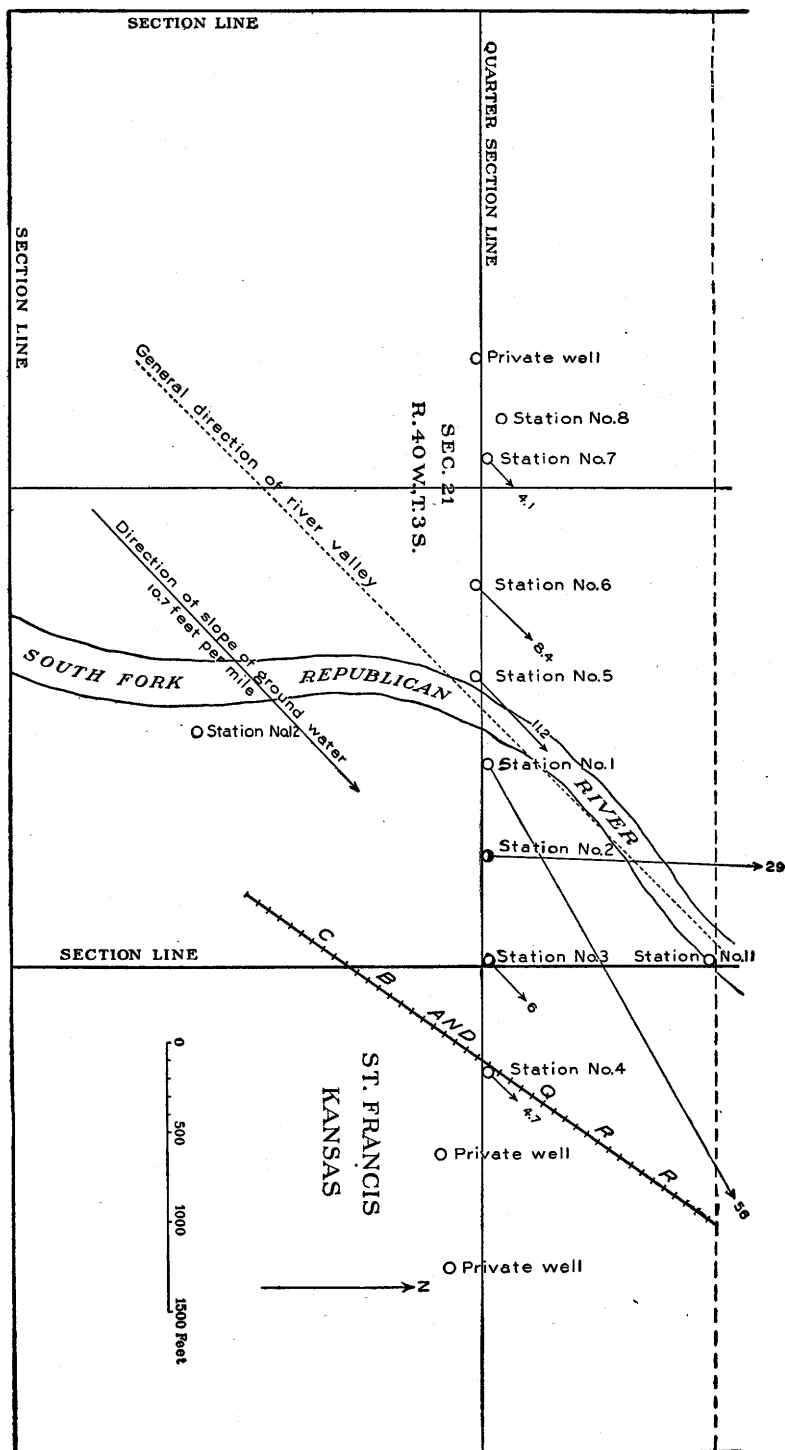 SECTION LINE
QUARTER SECTION LINE
SECTION LINE
Private well
General direction of river valley
Station No.8
SEC. 21
R.40 W., T.3 S.
Station No.7
4.1
Direction of slope of ground water
10.7 feet per mile
Station No.6
8.4
SOUTH FORK REPUBLICAN RIVER
Station No.5
11.2
Station No.12
Station No.1
Station No.2
29
SECTION LINE
Station No.3
Station No.11
6
C B AND Q R R
Station No.4
4.7
ST. FRANCIS
KANSAS
Private well
56
Private well
N
0 500 1000 1500 Feet